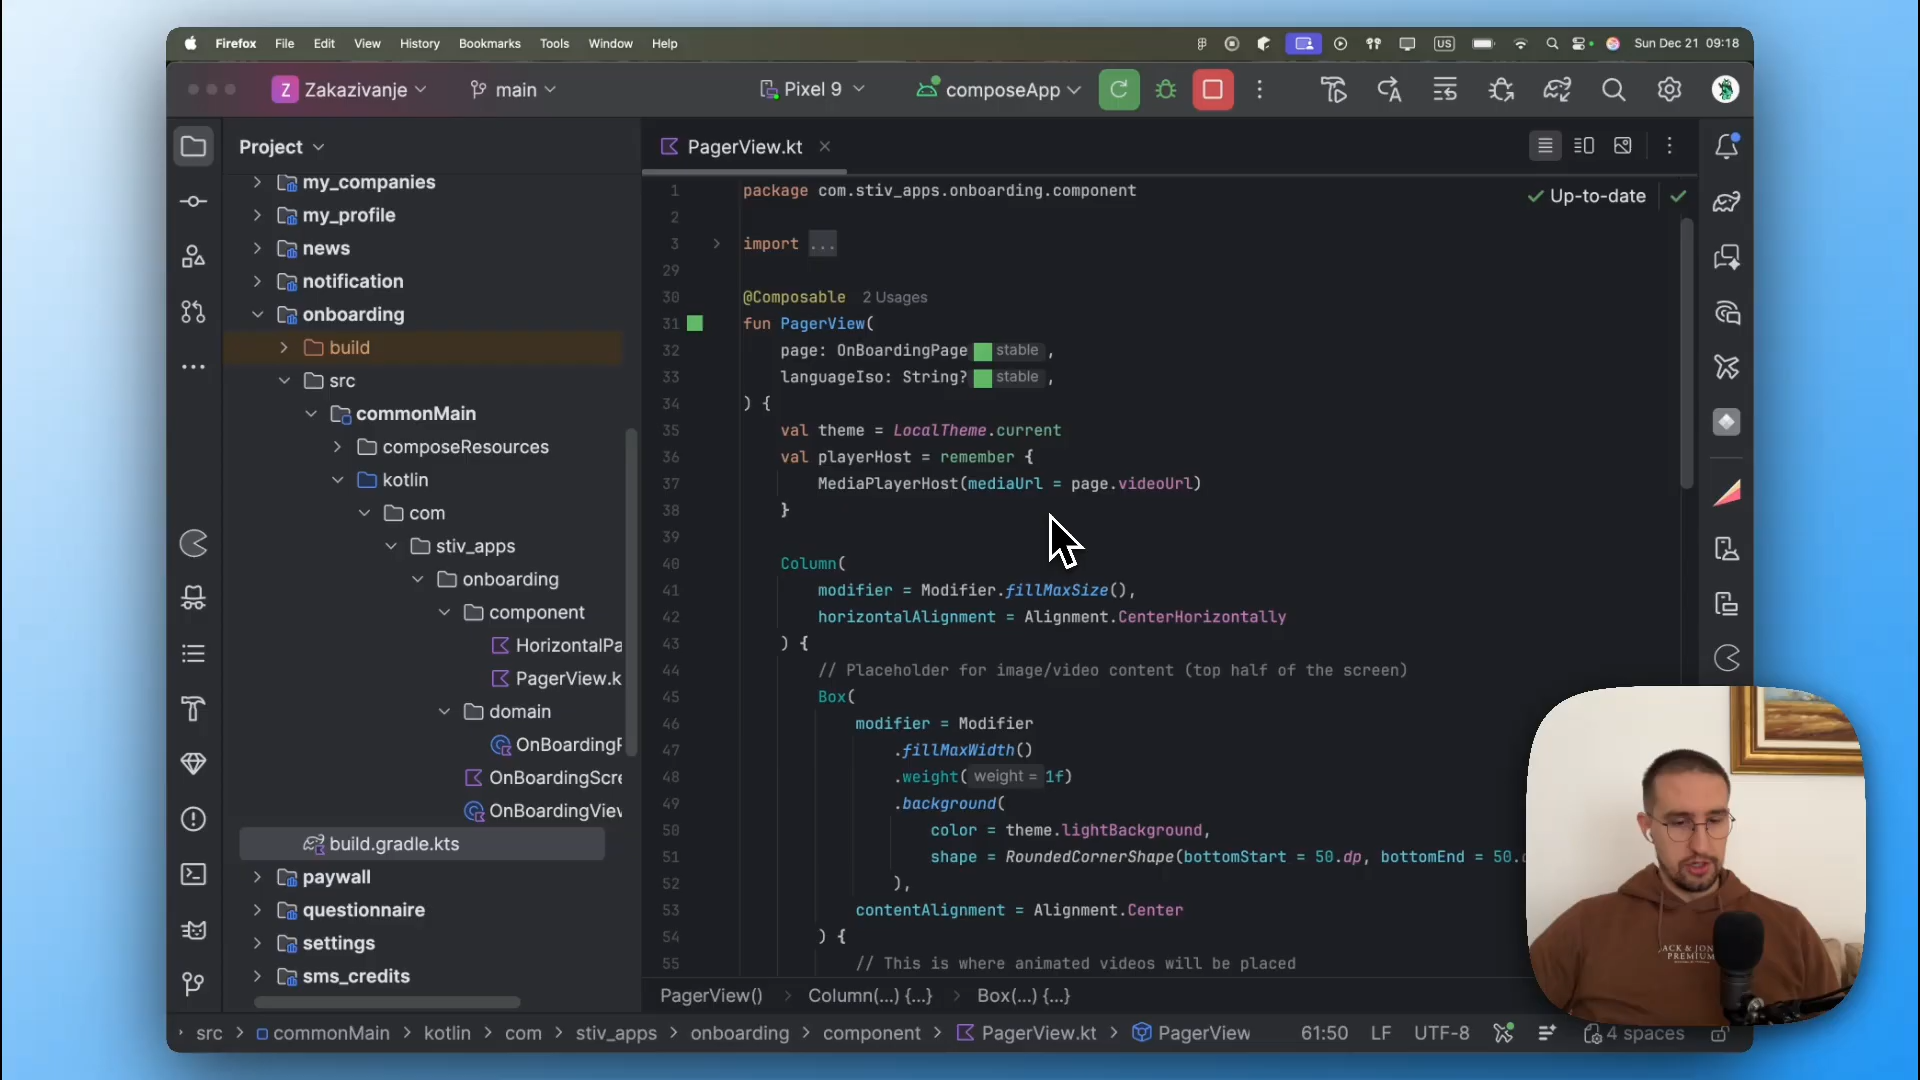 Firefox File Edit View History Bookmarks Tools Window Help US Sun Dec 21 09:18
Z Zakazivanje main Pixel 9 composeApp
Project
my_companies
my_profile
news
notification
onboarding
build
src
commonMain
composeResources
kotlin
com
stiv_apps
onboarding
component
HorizontalPa
PagerView.k
domain
OnBoardingP
OnBoardingScre
OnBoardingView
build.gradle.kts
paywall
questionnaire
settings
sms_credits
PagerView.kt
Up-to-date
1 package com.stiv_apps.onboarding.component
2
3 import ...
29
30 @Composable 2 Usages
31 fun PagerView(
32 page: OnBoardingPage stable ,
33 languageIso: String? stable ,
34 ) {
35 val theme = LocalTheme.current
36 val playerHost = remember {
37 MediaPlayerHost(mediaUrl = page.videoUrl)
38 }
39
40 Column(
41 modifier = Modifier.fillMaxSize(),
42 horizontalAlignment = Alignment.CenterHorizontally
43 ) {
44 // Placeholder for image/video content (top half of the screen)
45 Box(
46 modifier = Modifier
47 .fillMaxWidth()
48 .weight( weight = 1f)
49 .background(
50 color = theme.lightBackground,
51 shape = RoundedCornerShape(bottomStart = 50.dp, bottomEnd = 50.
52 ),
53 contentAlignment = Alignment.Center
54 ) {
55 // This is where animated videos will be placed
PagerView() Column(...) {...} Box(...) {...}
src commonMain kotlin com stiv_apps onboarding component PagerView.kt PagerView 61:50 LF UTF-8 4 spaces
JACK & JON
PREMIUM